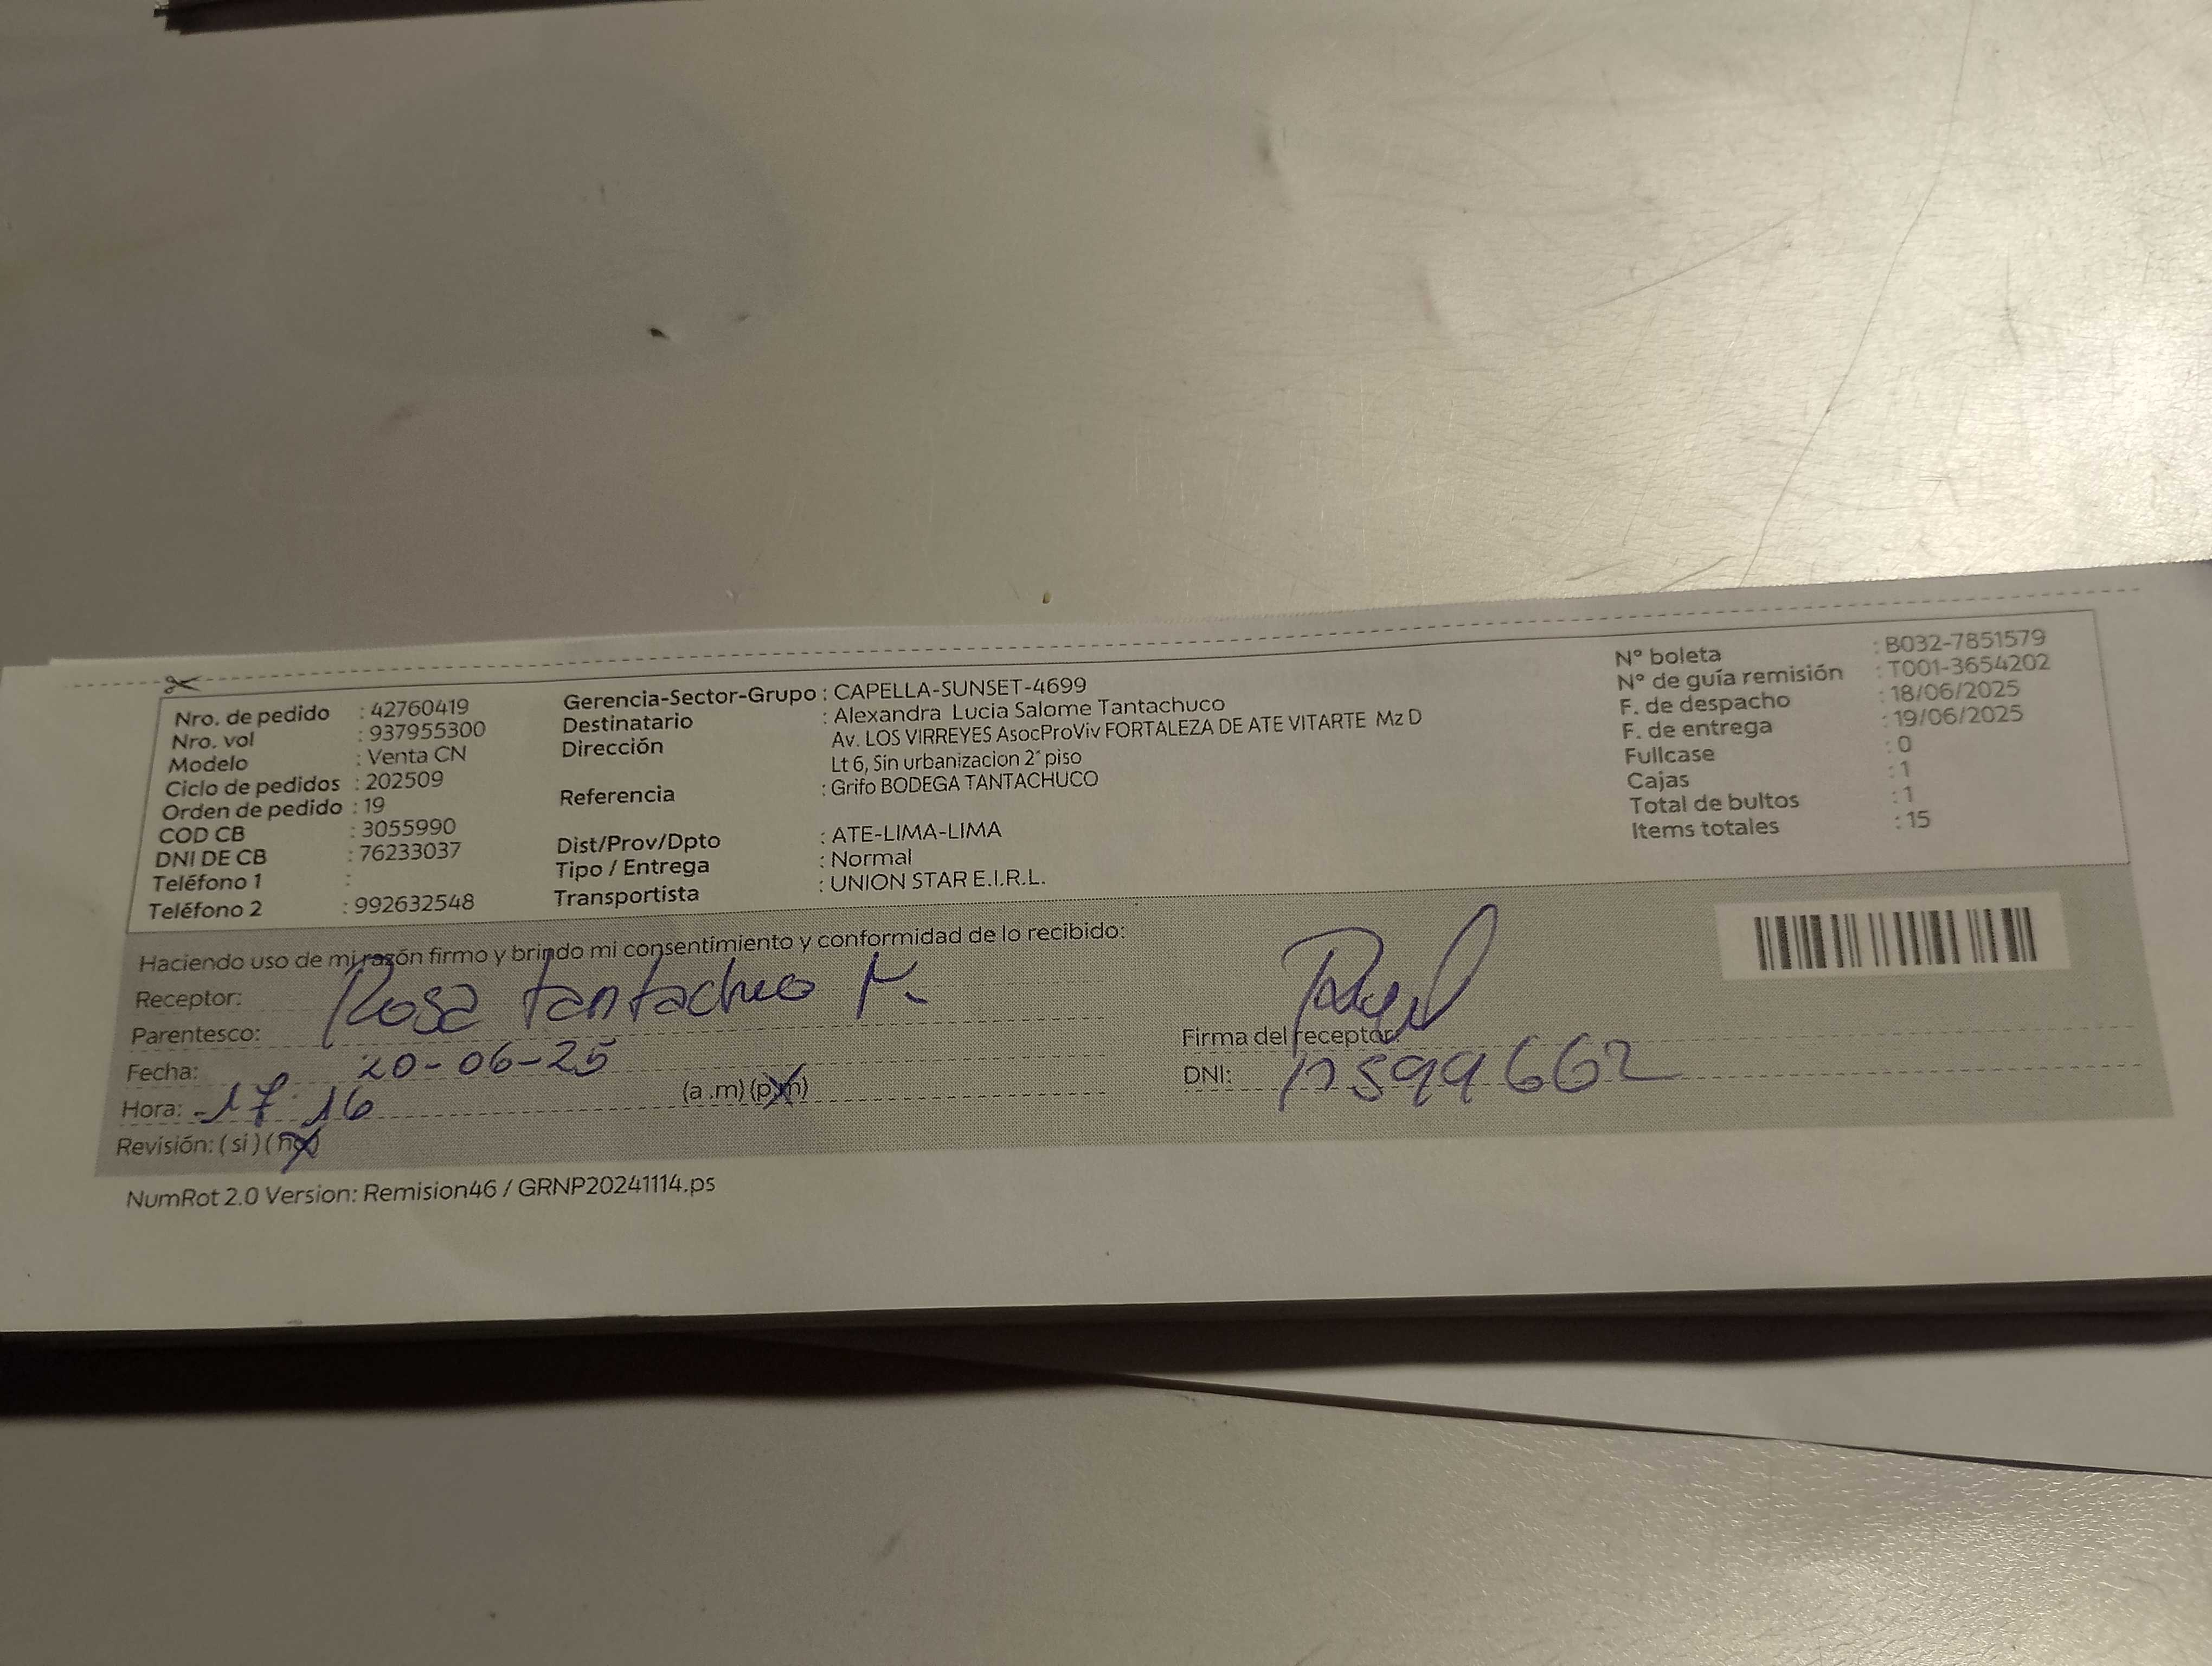 Nro. de pedido : 42760419
Nro. vol : 937955300
Modelo : Venta CN
Ciclo de pedidos : 202509
Orden de pedido : 19
COD CB : 3055990
DNI DE CB : 76233037
Teléfono 1 :
Teléfono 2 : 992632548
Gerencia-Sector-Grupo : CAPELLA-SUNSET-4699
Destinatario : Alexandra Lucia Salome Tantachuco
Dirección Av. LOS VIRREYES AsocProViv FORTALEZA DE ATE VITARTE Mz D
Lt 6, Sin urbanizacion 2° piso
Referencia : Grifo BODEGA TANTACHUCO
Dist/Prov/Dpto : ATE-LIMA-LIMA
Tipo / Entrega : Normal
Transportista : UNION STAR E.I.R.L.
N° boleta : B032-7851579
N° de guía remisión : T001-3654202
F. de despacho : 18/06/2025
F. de entrega : 19/06/2025
Fullcase : 0
Cajas : 1
Total de bultos : 1
Items totales : 15
Haciendo uso de mi razón firmo y brindo mi consentimiento y conformidad de lo recibido:
Receptor: Rosa
Parentesco:
Fecha: 20-06-25
Hora: 17:16 (a .m) (p.m)
Revisión: ( si ) ( no )
Firma del receptor:
DNI:
NumRot 2.0 Version: Remision46 / GRNP20241114.ps